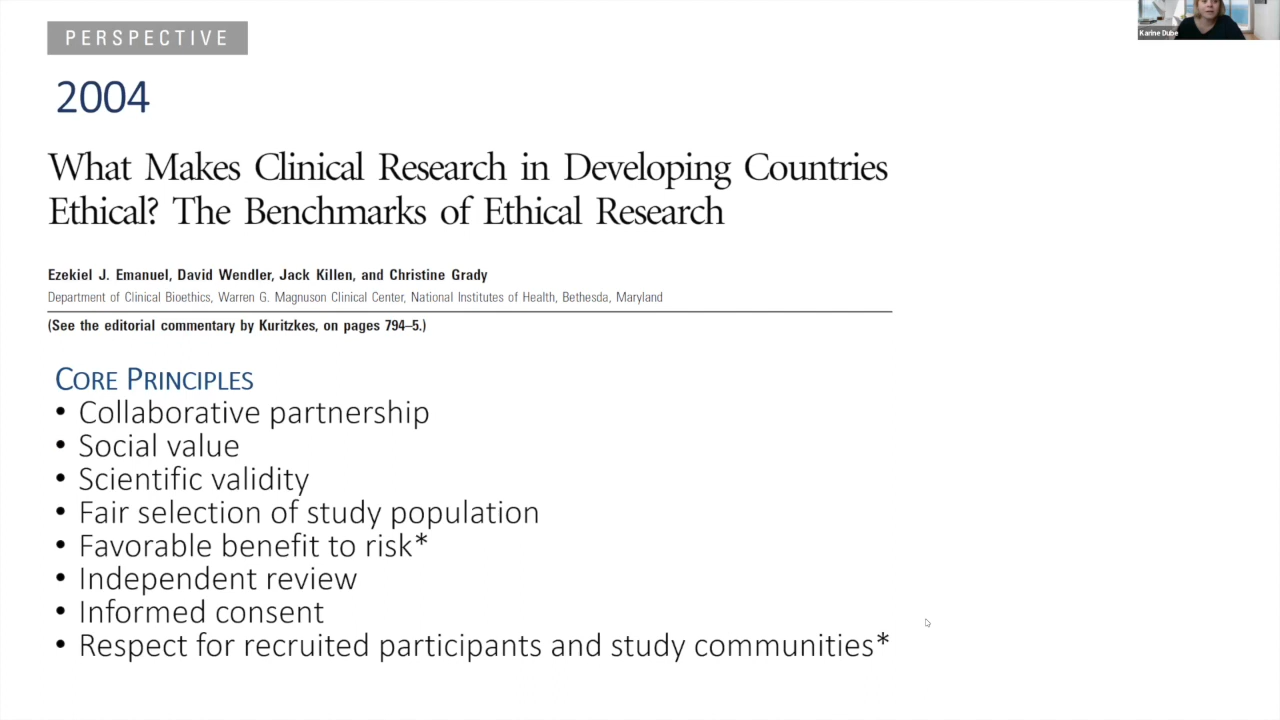 PERSPECTIVE
Karine Dube
2004
What Makes Clinical Research in Developing Countries
Ethical? The Benchmarks of Ethical Research
Ezekiel J. Emanuel, David Wendler, Jack Killen, and Christine Grady
Department of Clinical Bioethics, Warren G. Magnuson Clinical Center, National Institutes of Health, Bethesda, Maryland
(See the editorial commentary by Kuritzkes, on pages 794–5.)
CORE PRINCIPLES
• Collaborative partnership
• Social value
• Scientific validity
• Fair selection of study population
• Favorable benefit to risk*
• Independent review
• Informed consent
• Respect for recruited participants and study communities*